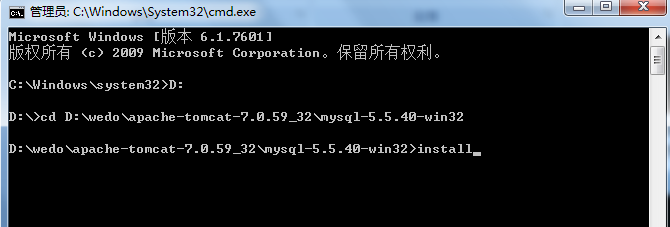 管理员: C:\Windows\System32\cmd.exe
Microsoft Windows [版本 6.1.7601]
版权所有 (c) 2009 Microsoft Corporation。保留所有权利。
C:\Windows\system32>D:
D:\>cd D:\wedo\apache-tomcat-7.0.59_32\mysql-5.5.40-win32
D:\wedo\apache-tomcat-7.0.59_32\mysql-5.5.40-win32>install